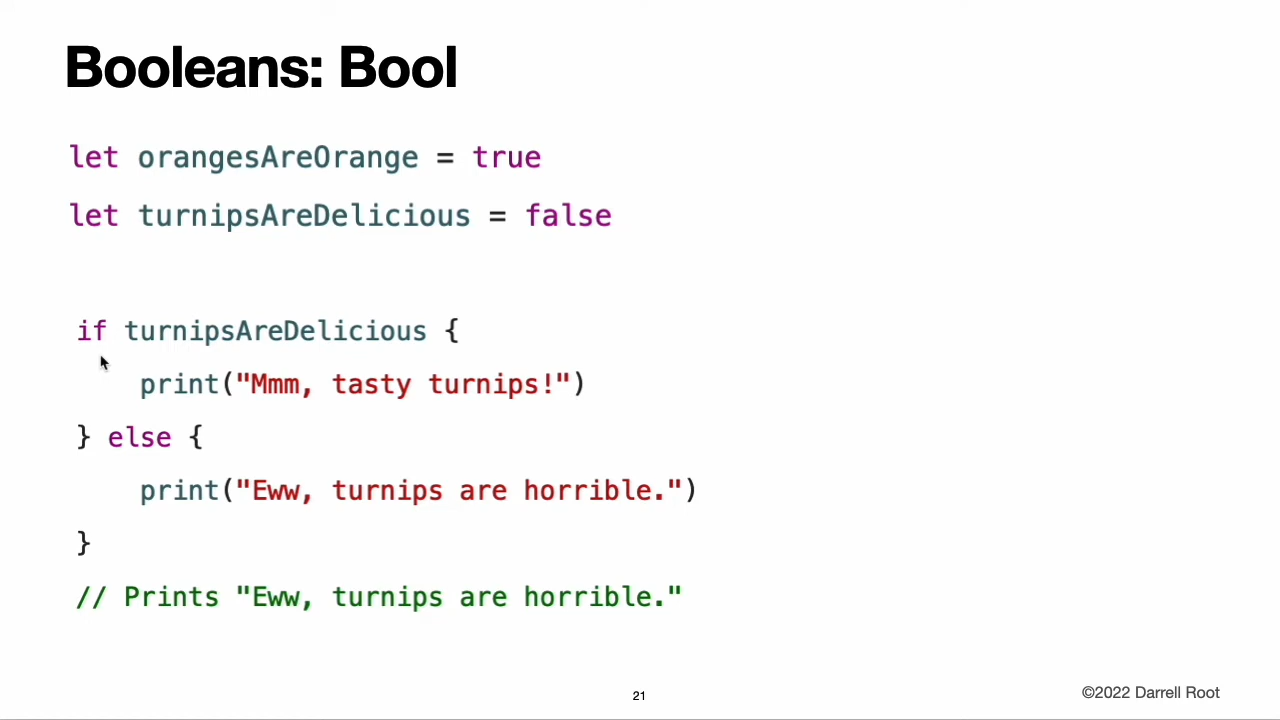 Booleans: Bool
let orangesAreOrange = true
let turnipsAreDelicious = false
if turnipsAreDelicious {
    print("Mmm, tasty turnips!")
} else {
    print("Eww, turnips are horrible.")
}
// Prints "Eww, turnips are horrible."
21
©2022 Darrell Root